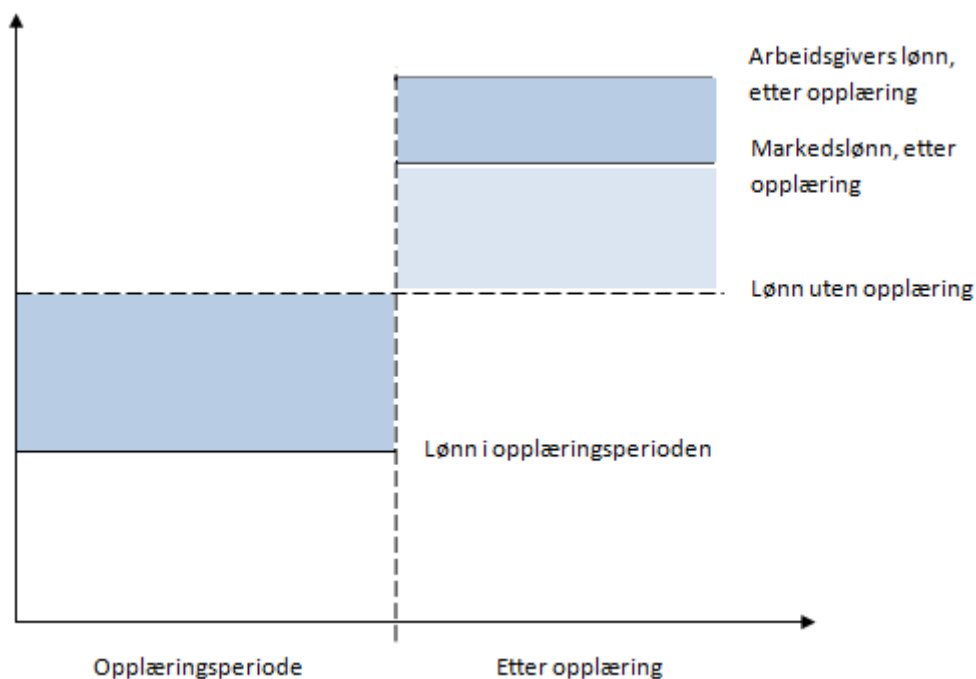 Arbeidsgivers lønn,
etter opplæring
Markedslønn, etter
opplæring
Lønn uten opplæring
Lønn i opplæringsperioden
Opplæringsperiode
Etter opplæring